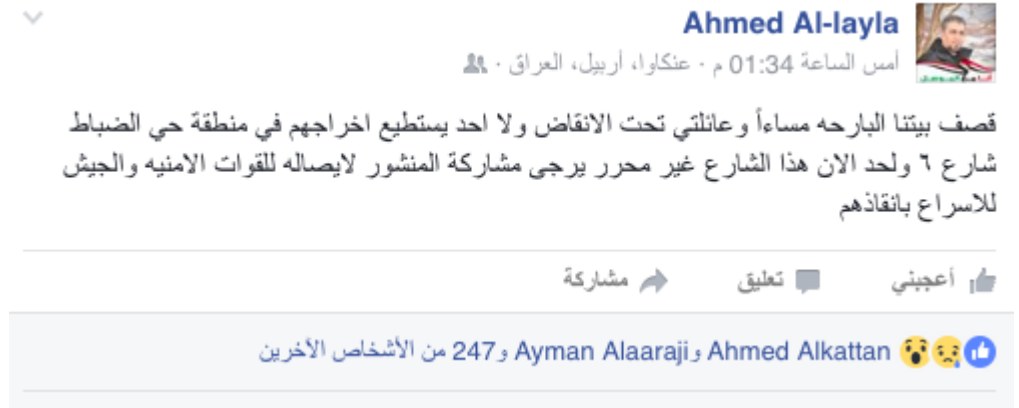 Ahmed Al-layla
أمس الساعة 01:34 م · عنكاوا، أربيل، العراق ·
قصف بيتنا البارحه مساءاً وعائلتي تحت الانقاض ولا احد يستطيع اخراجهم في منطقة حي الضباط
شارع ٦ ولحد الان هذا الشارع غير محرر يرجى مشاركة المنشور لايصاله للقوات الامنيه والجيش
للاسراع بانقاذهم
أعجبني تعليق مشاركة
Ahmed Alkattan وAyman Alaaraji و247 من الأشخاص الآخرين